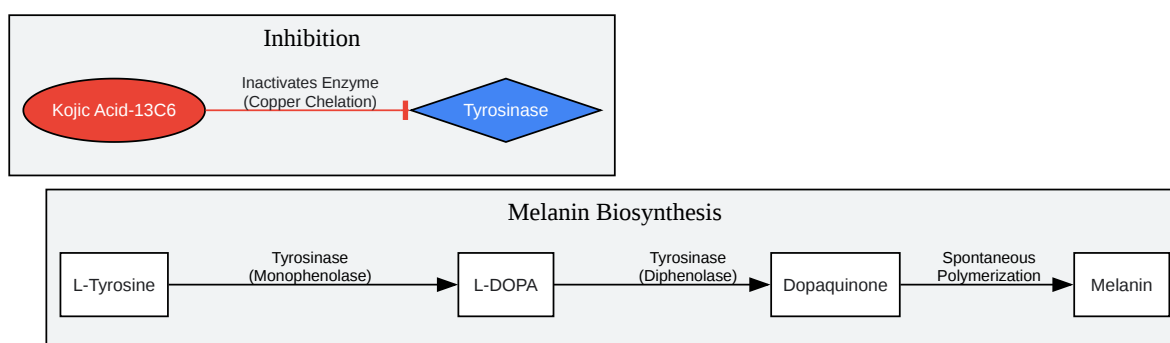 Inhibition
Inactivates Enzyme
(Copper Chelation)
Kojic Acid-13C6
Tyrosinase
Melanin Biosynthesis
Tyrosinase
(Monophenolase)
Tyrosinase
(Diphenolase)
Spontaneous
Polymerization
L-Tyrosine
L-DOPA
Dopaquinone
Melanin